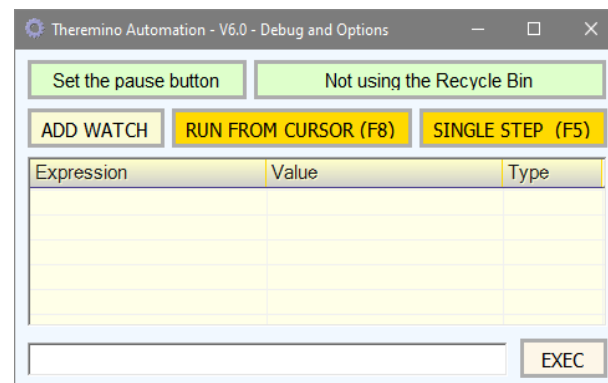 Theremino Automation - V6.0 - Debug and Options
Set the pause button Not using the Recycle Bin
ADD WATCH RUN FROM CURSOR (F8) SINGLE STEP (F5)
Expression Value Type
EXEC